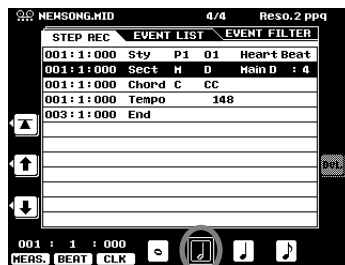 NEWSONG.MID 4/4 Reso.2 ppq
STEP REC EVENT LIST EVENT FILTER
001:1:000 Sty P1 01 Heart Beat
001:1:000 Sect M D Main D :4
001:1:000 Chord C CC
001:1:000 Tempo 148
003:1:000 End
DEL.
001 : 1 : 000
MEAS. BEAT CLK